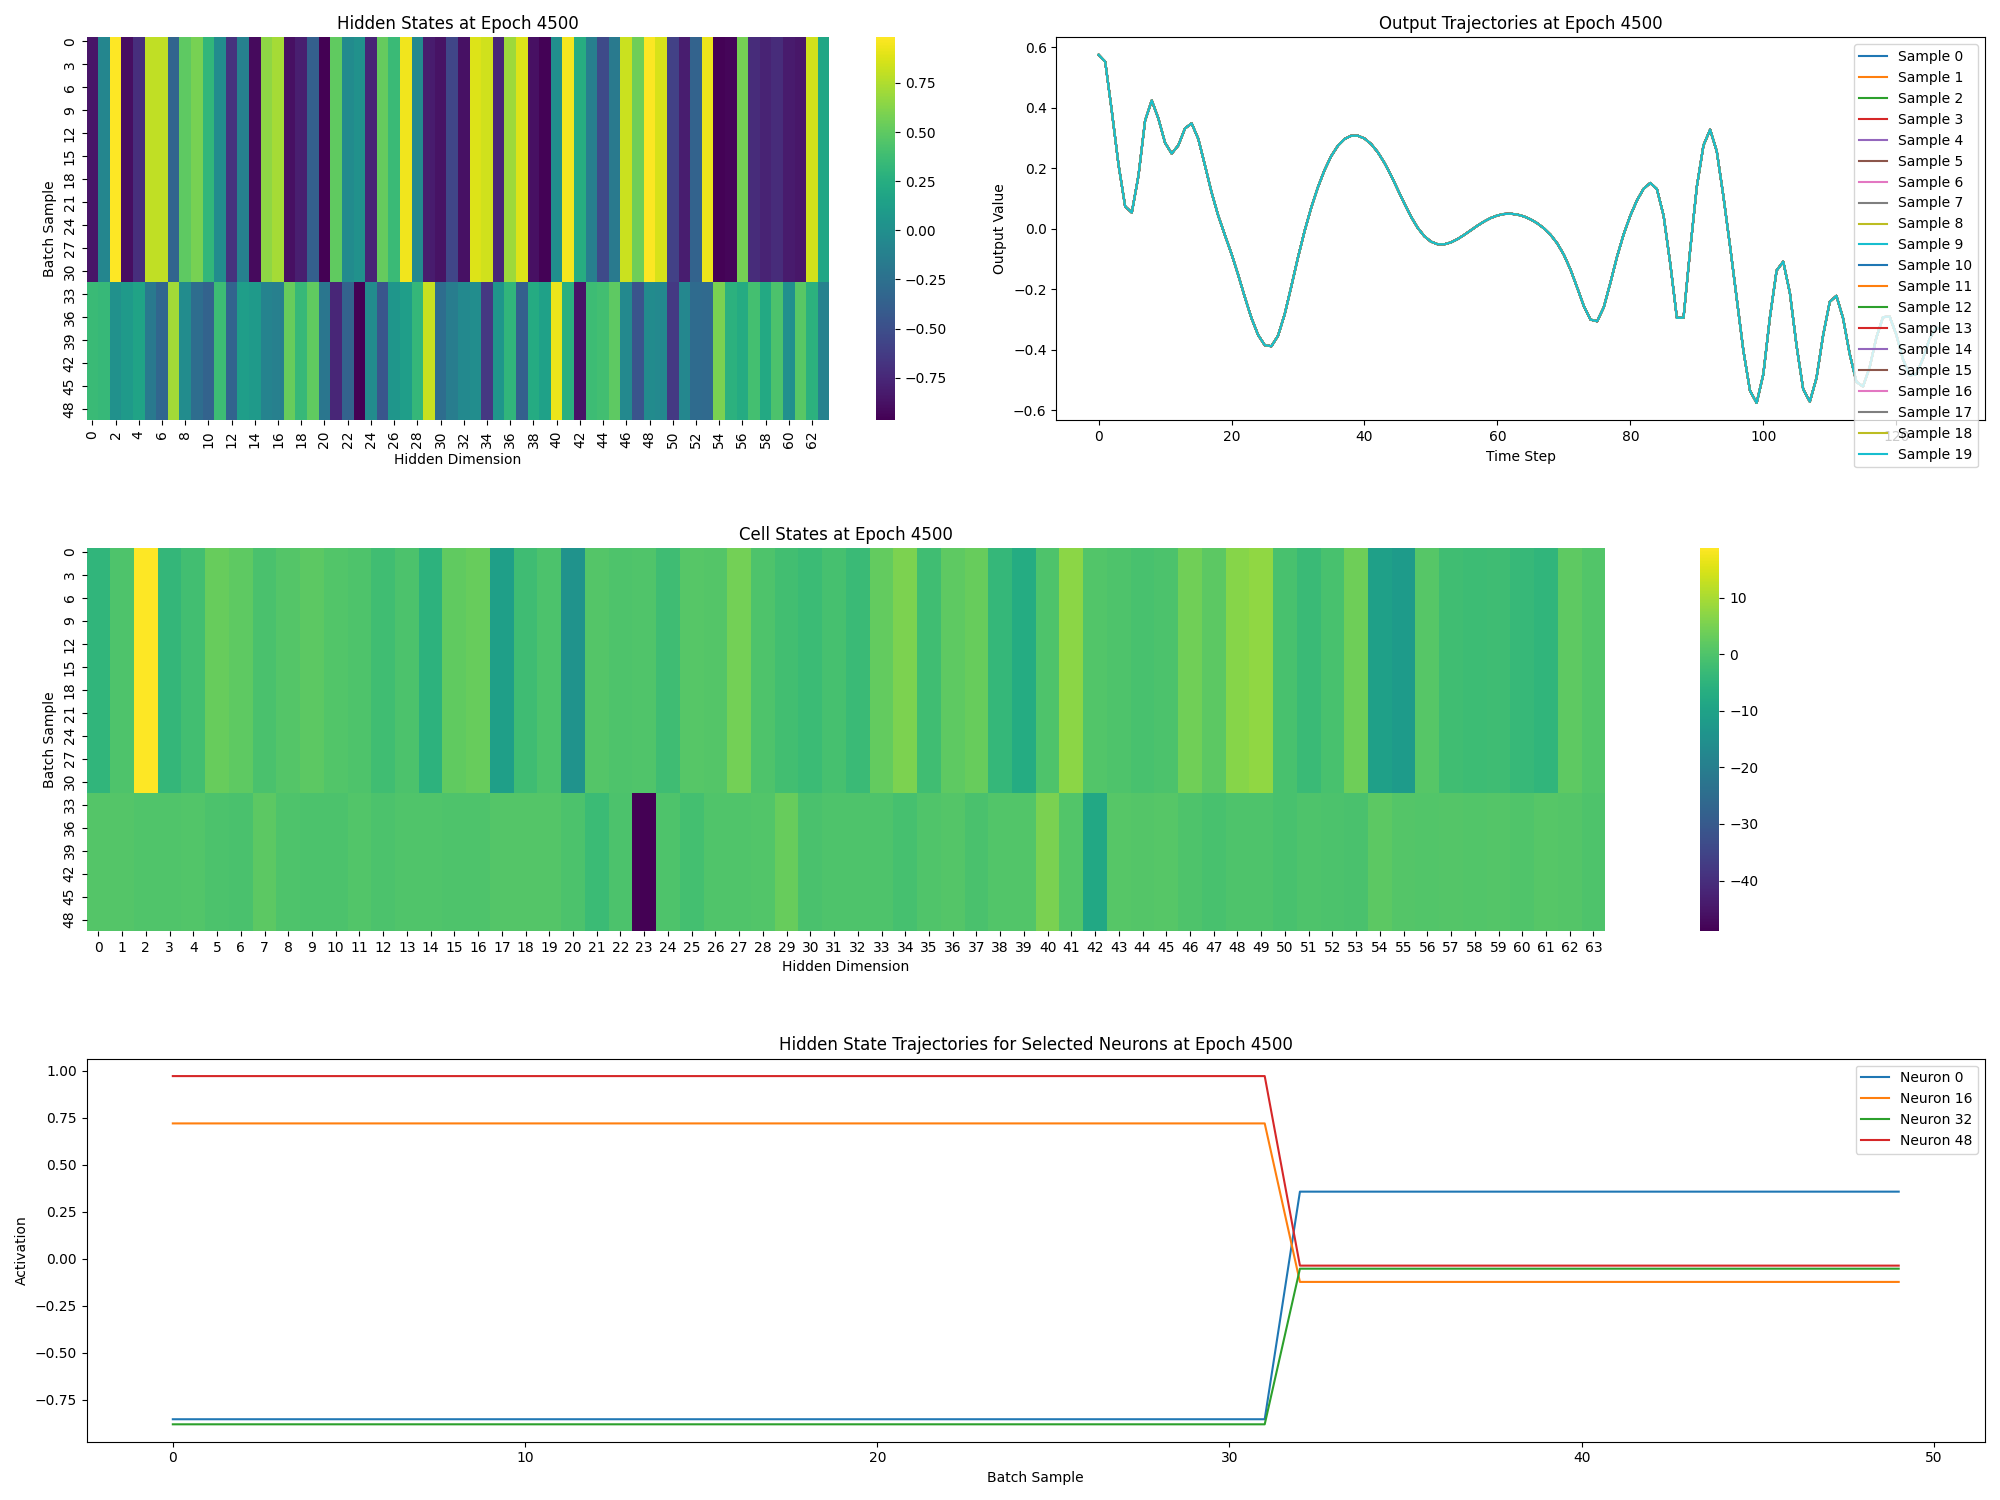 Hidden States at Epoch 4500
0
3
6
9
12
15
18
21
24
27
30
33
36
39
42
45
48
Batch Sample
0 2 4 6 8 10 12 14 16 18 20 22 24 26 28 30 32 34 36 38 40 42 44 46 48 50 52 54 56 58 60 62
Hidden Dimension
0.75
0.50
0.25
0.00
−0.25
−0.50
−0.75
Output Trajectories at Epoch 4500
0.6
0.4
0.2
0.0
−0.2
−0.4
−0.6
Output Value
0 20 40 60 80 100 120
Time Step
Sample 0
Sample 1
Sample 2
Sample 3
Sample 4
Sample 5
Sample 6
Sample 7
Sample 8
Sample 9
Sample 10
Sample 11
Sample 12
Sample 13
Sample 14
Sample 15
Sample 16
Sample 17
Sample 18
Sample 19
Cell States at Epoch 4500
0
3
6
9
12
15
18
21
24
27
30
33
36
39
42
45
48
Batch Sample
0 1 2 3 4 5 6 7 8 9 10 11 12 13 14 15 16 17 18 19 20 21 22 23 24 25 26 27 28 29 30 31 32 33 34 35 36 37 38 39 40 41 42 43 44 45 46 47 48 49 50 51 52 53 54 55 56 57 58 59 60 61 62 63
Hidden Dimension
10
0
−10
−20
−30
−40
Hidden State Trajectories for Selected Neurons at Epoch 4500
1.00
0.75
0.50
0.25
0.00
−0.25
−0.50
−0.75
Activation
0 10 20 30 40 50
Batch Sample
Neuron 0
Neuron 16
Neuron 32
Neuron 48